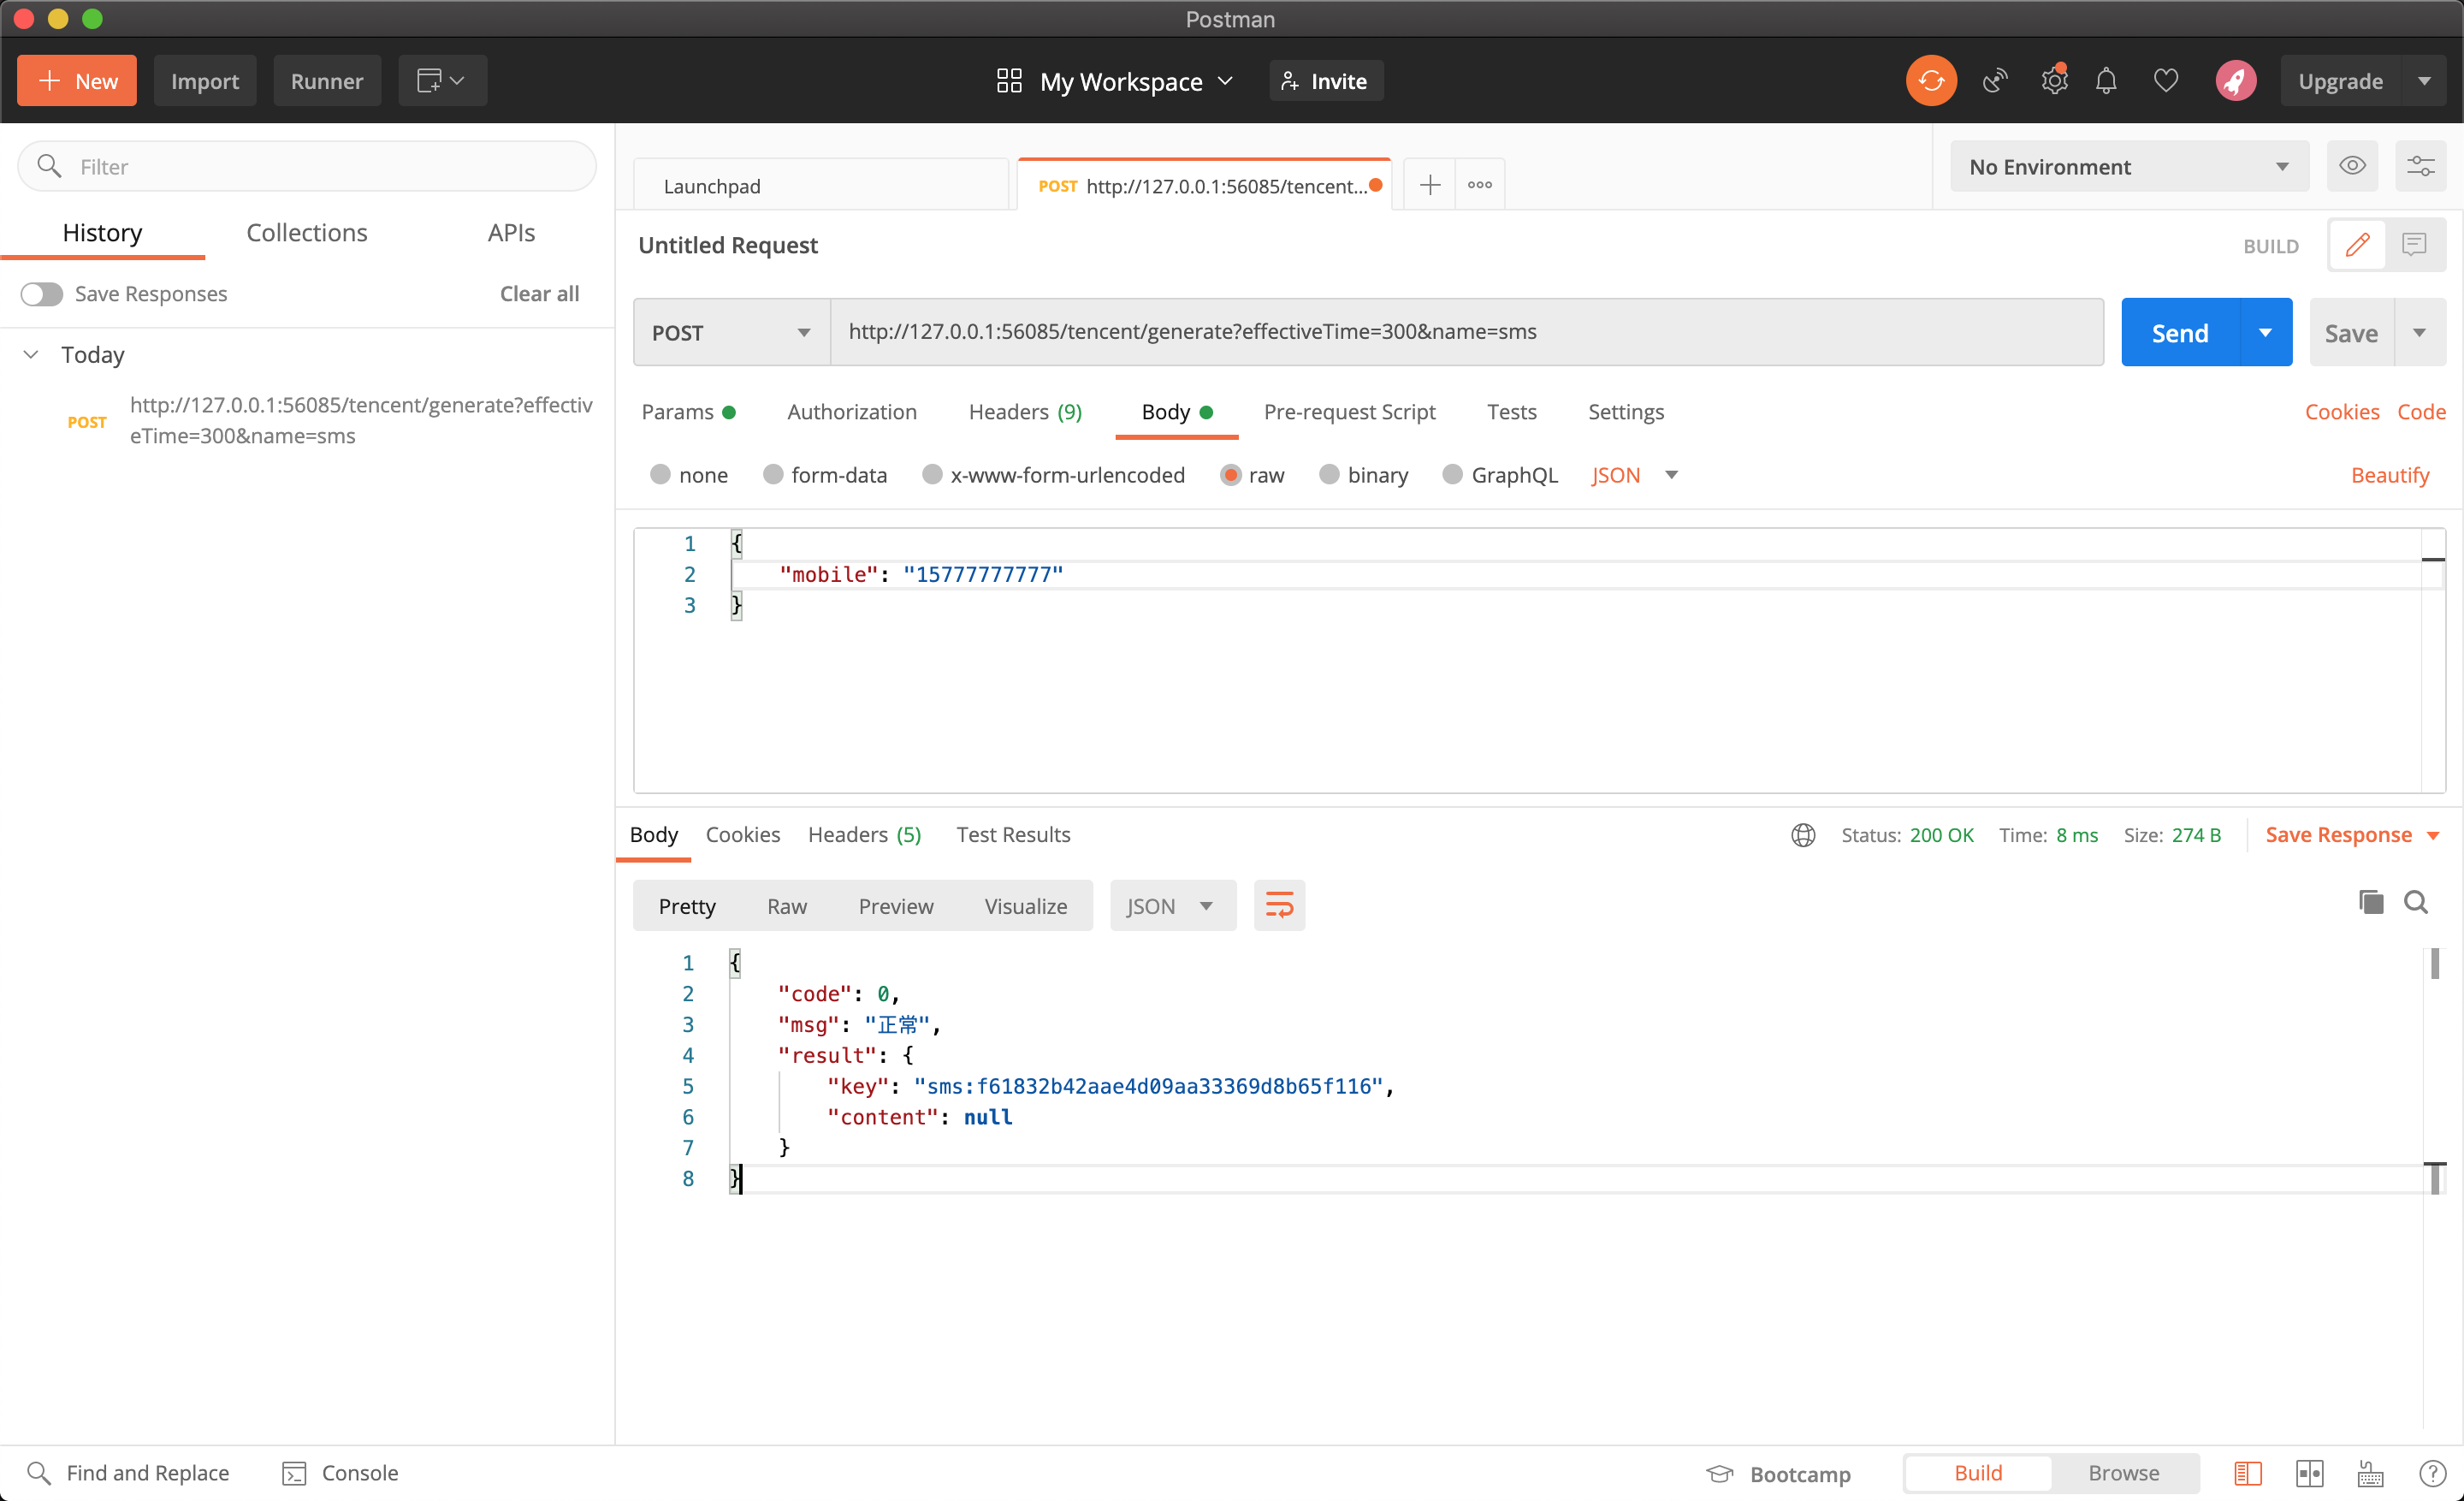 Postman
New
Import
Runner
My Workspace
Invite
Upgrade
Filter
History
Collections
APIs
Save Responses
Clear all
Today
POST
http://127.0.0.1:56085/tencent/generate?effectiv
eTime=300&name=sms
Launchpad
POST http://127.0.0.1:56085/tencent...
No Environment
Untitled Request
BUILD
POST
http://127.0.0.1:56085/tencent/generate?effectiveTime=300&name=sms
Send
Save
Params
Authorization
Headers (9)
Body
Pre-request Script
Tests
Settings
Cookies
Code
none
form-data
x-www-form-urlencoded
raw
binary
GraphQL
JSON
Beautify
1 {
2 "mobile": "15777777777"
3 }
Body
Cookies
Headers (5)
Test Results
Status: 200 OK
Time: 8 ms
Size: 274 B
Save Response
Pretty
Raw
Preview
Visualize
JSON
1 {
2 "code": 0,
3 "msg": "正常",
4 "result": {
5 "key": "sms:f61832b42aae4d09aa33369d8b65f116",
6 "content": null
7 }
8 }
Find and Replace
Console
Bootcamp
Build
Browse